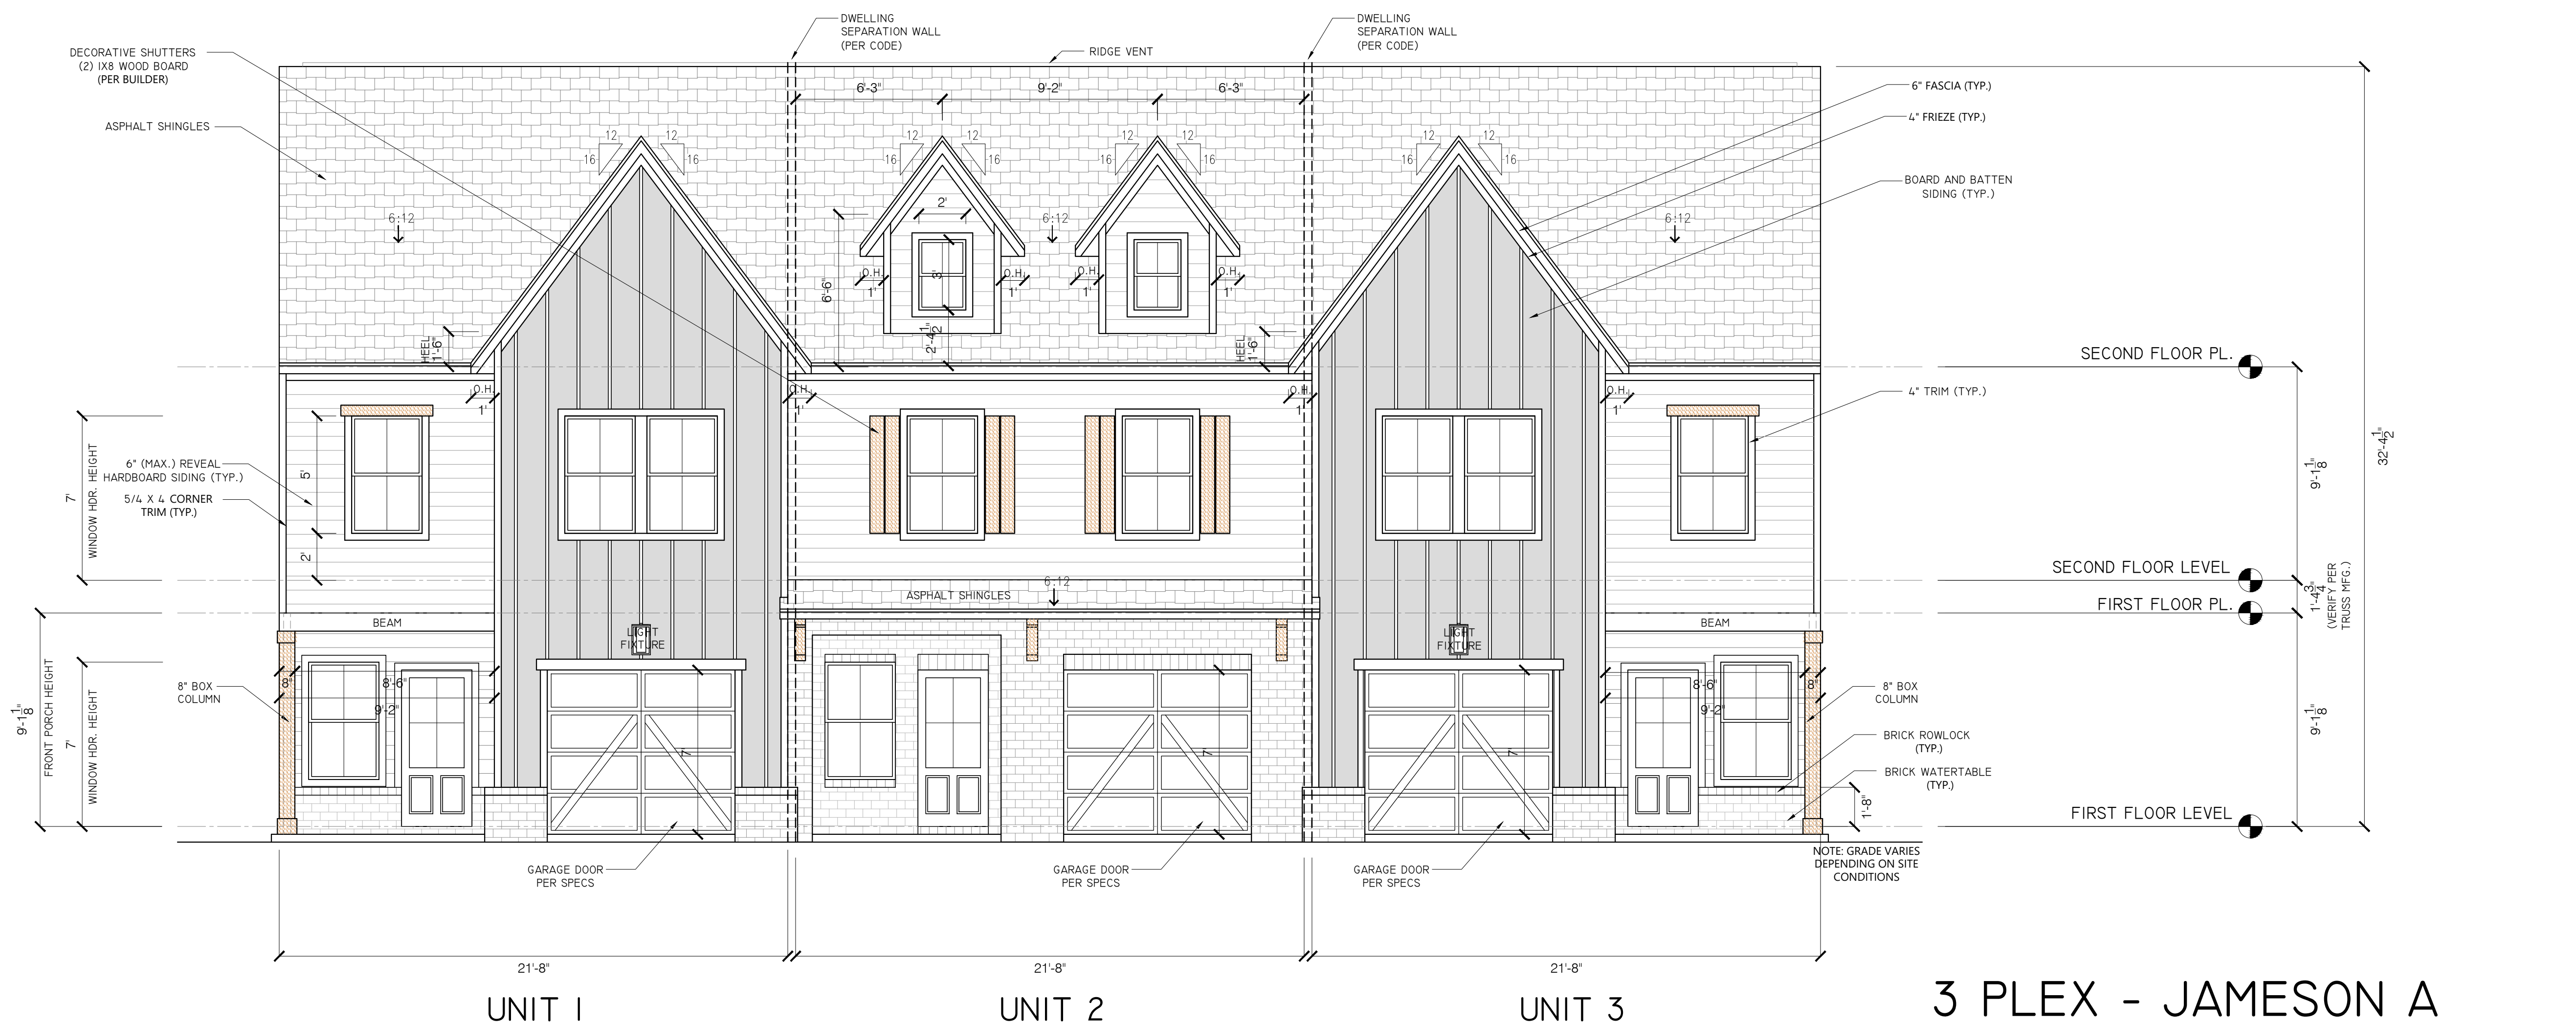 DWELLING
SEPARATION WALL
(PER CODE)
DWELLING
SEPARATION WALL
(PER CODE)
RIDGE VENT
DECORATIVE SHUTTERS
(2) 1X8 WOOD BOARD
(PER BUILDER)
6'-3"
9'-2"
6'-3"
6" FASCIA (TYP.)
4" FRIEZE (TYP.)
ASPHALT SHINGLES
12
12
16
16
12
12
16
16
12
12
16
16
12
12
16
16
BOARD AND BATTEN
SIDING (TYP.)
6:12
2'
6:12
6:12
O.H.
1'
3'
O.H.
1'
O.H.
1'
O.H.
1'
6'-6"
2'-4 1/2"
HEEL
1'-6"
HEEL
1'-6"
SECOND FLOOR PL.
O.H.
1'
O.H.
1'
O.H.
1'
O.H.
1'
4" TRIM (TYP.)
32'-4 1/2"
9'-1 1/8"
7'
WINDOW HDR. HEIGHT
5'
2'
6" (MAX.) REVEAL
HARDBOARD SIDING (TYP.)
5/4 X 4 CORNER
TRIM (TYP.)
SECOND FLOOR LEVEL
6:12
ASPHALT SHINGLES
1'-4 3/4"
(VERIFY PER
TRUSS MFG.)
FIRST FLOOR PL.
BEAM
BEAM
LIGHT
FIXTURE
LIGHT
FIXTURE
9'-1 1/8"
FRONT PORCH HEIGHT
7'
WINDOW HDR. HEIGHT
8" BOX
COLUMN
8"
8'-6"
9'-2"
7'
7'
7'
8'-6"
8"
9'-2"
8" BOX
COLUMN
BRICK ROWLOCK
(TYP.)
BRICK WATERTABLE
(TYP.)
1'-8"
9'-1 1/8"
FIRST FLOOR LEVEL
NOTE: GRADE VARIES
DEPENDING ON SITE
CONDITIONS
GARAGE DOOR
PER SPECS
GARAGE DOOR
PER SPECS
GARAGE DOOR
PER SPECS
21'-8"
21'-8"
21'-8"
UNIT 1
UNIT 2
UNIT 3
3 PLEX - JAMESON A